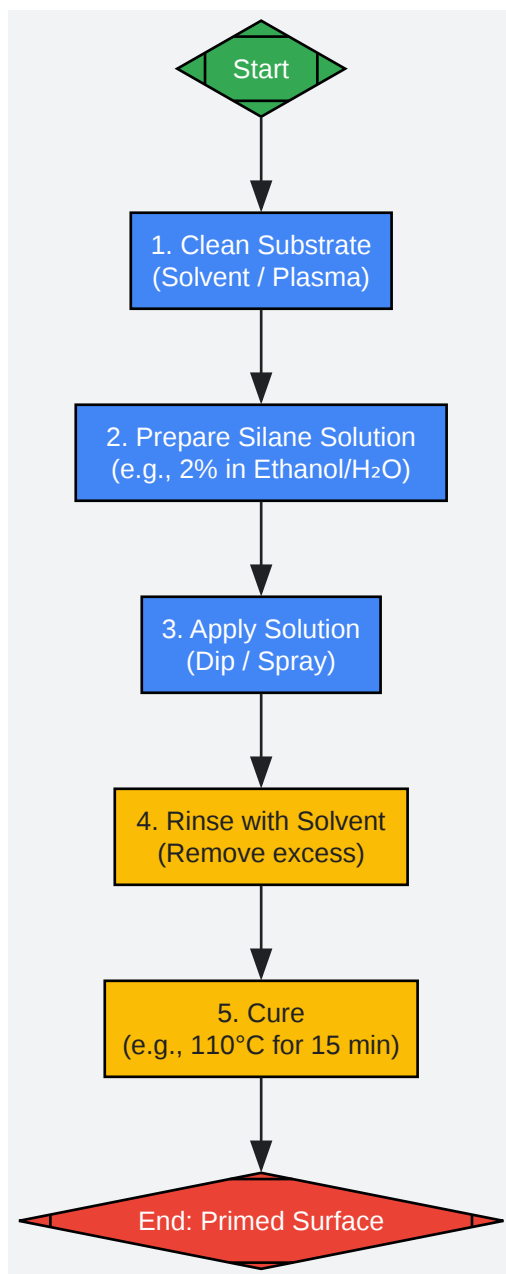 Start
1. Clean Substrate
(Solvent / Plasma)
2. Prepare Silane Solution
(e.g., 2% in Ethanol/H₂O)
3. Apply Solution
(Dip / Spray)
4. Rinse with Solvent
(Remove excess)
5. Cure
(e.g., 110°C for 15 min)
End: Primed Surface